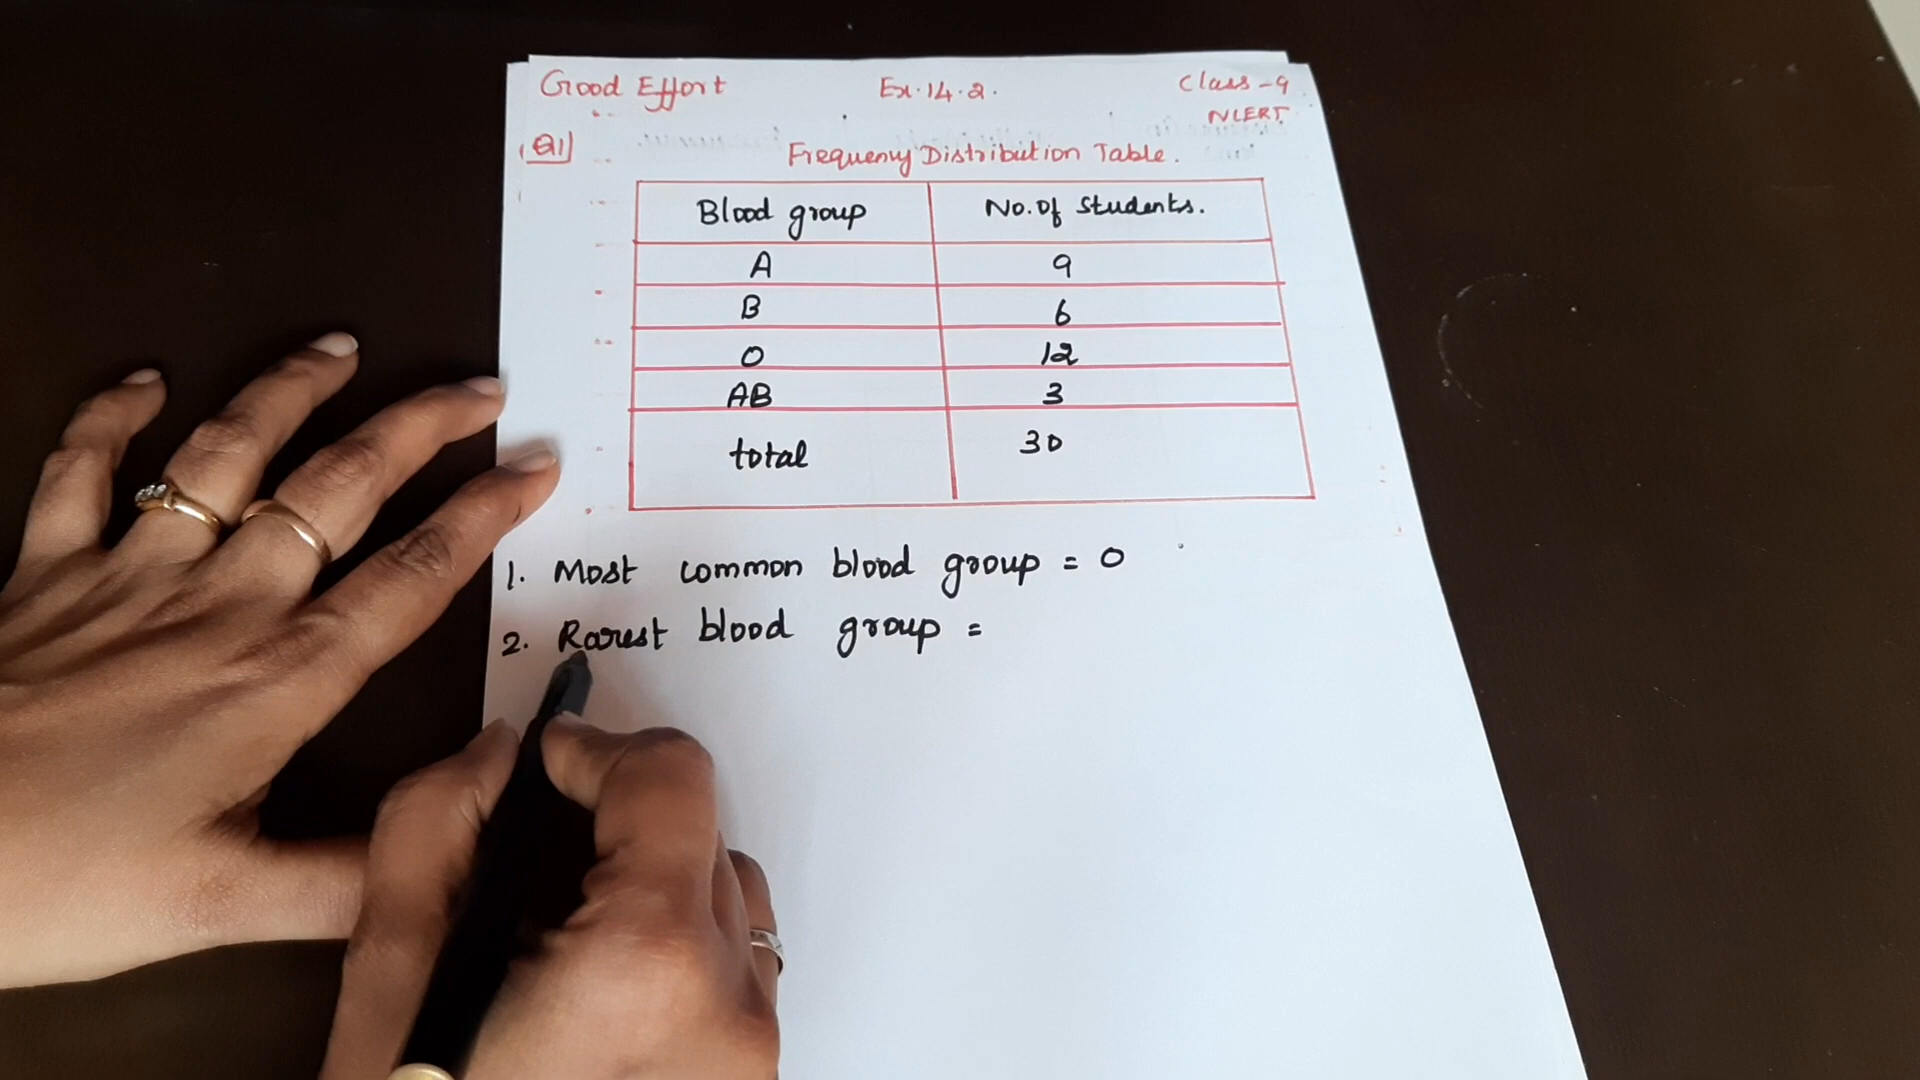 Good Effort Ex.14.2. Class-9
NCERT
Q1
Frequency Distribution Table.
Blood group No. Of Students.
A 9
B 6
O 12
AB 3
total 30
1. Most common blood group = O
2. Rarest blood group =